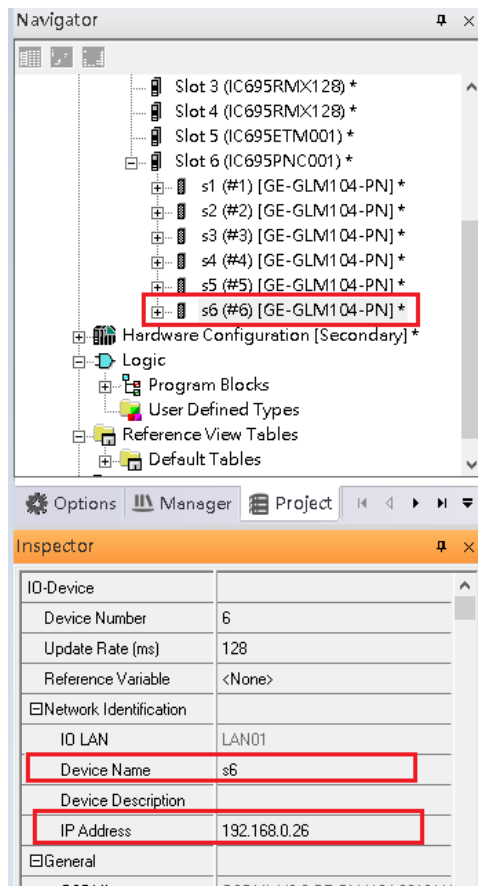 Navigator
Slot 3 (IC695RMX128) *
Slot 4 (IC695RMX128) *
Slot 5 (IC695ETM001) *
Slot 6 (IC695PNC001) *
s1 (#1) [GE-GLM104-PN] *
s2 (#2) [GE-GLM104-PN] *
s3 (#3) [GE-GLM104-PN] *
s4 (#4) [GE-GLM104-PN] *
s5 (#5) [GE-GLM104-PN] *
s6 (#6) [GE-GLM104-PN] *
Hardware Configuration [Secondary] *
Logic
Program Blocks
User Defined Types
Reference View Tables
Default Tables
Options Manager Project
Inspector
IO-Device
Device Number 6
Update Rate (ms) 128
Reference Variable <None>
Network Identification
IO LAN LAN01
Device Name s6
Device Description
IP Address 192.168.0.26
General